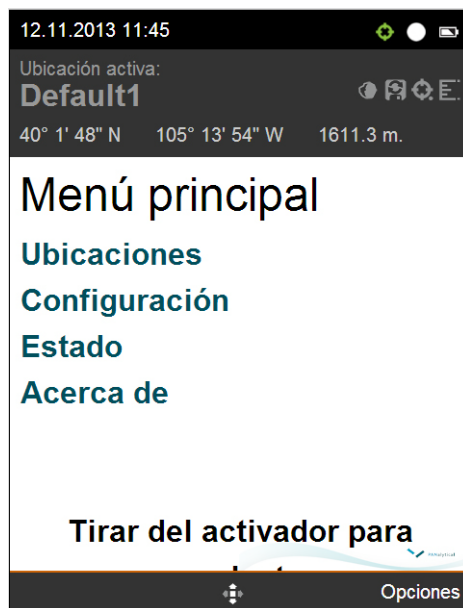 12.11.2013 11:45
Ubicación activa:
Default1
40° 1' 48" N 105° 13' 54" W 1611.3 m.
Menú principal
Ubicaciones
Configuración
Estado
Acerca de
Tirar del activador para
Opciones